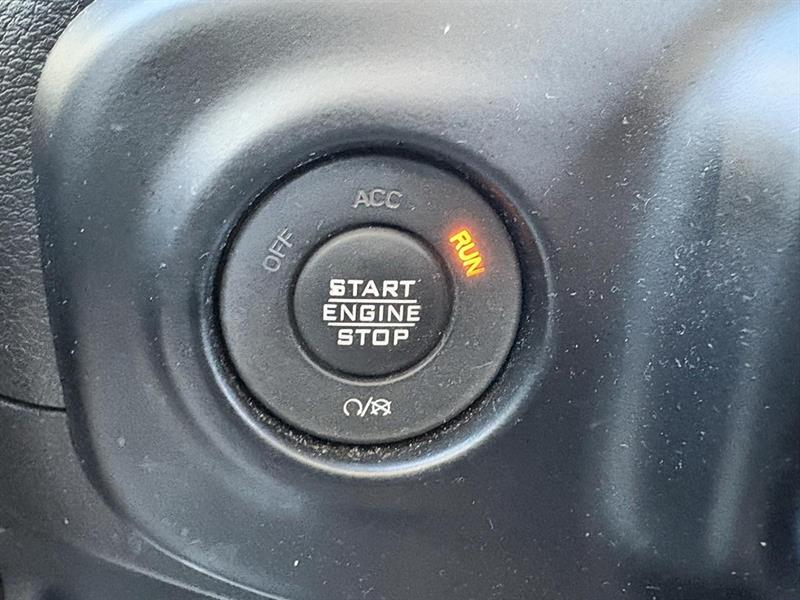 ACC
OFF
RUN
START
ENGINE
STOP